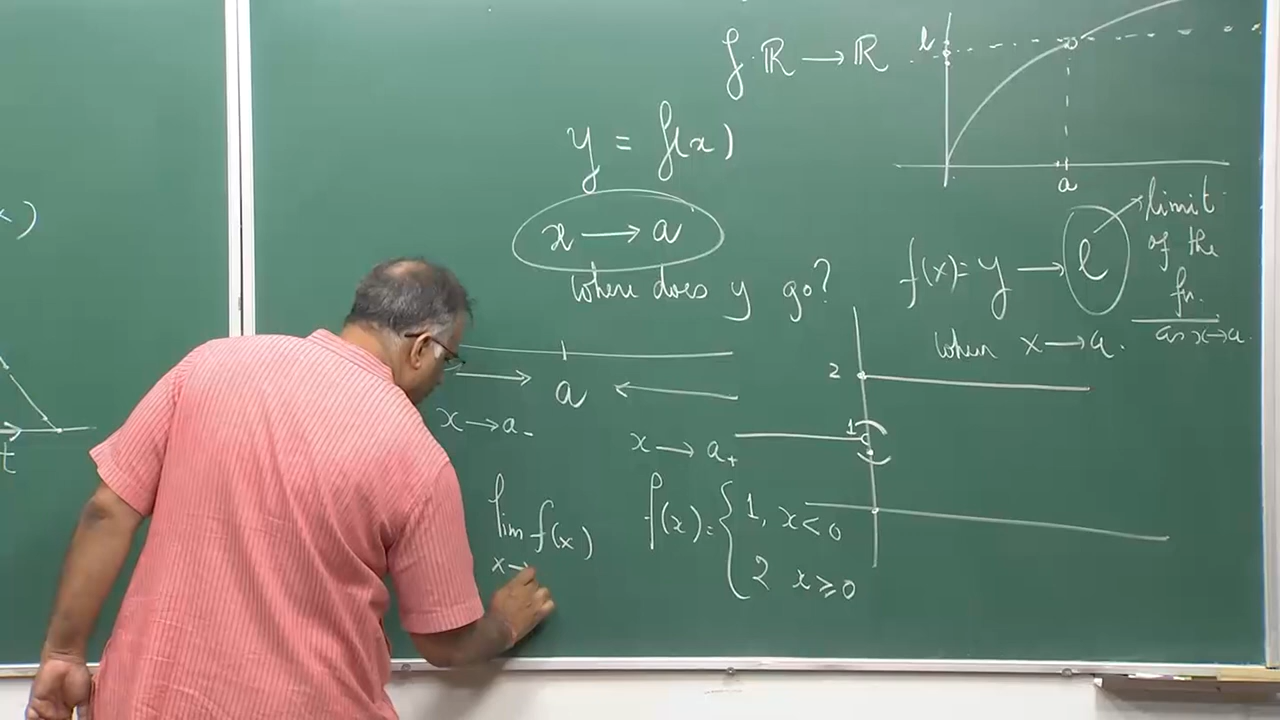 f : ℝ → ℝ
l
a
y = f(x)
x → a
where does y go?
f(x) = y → l
when x → a.
limit
of the
fn.
as x→a.
a
x → a₋
x → a₊
2
1
lim f(x)
x →
f(x) = { 1, x < 0
2 x ⩾ 0
x)
t